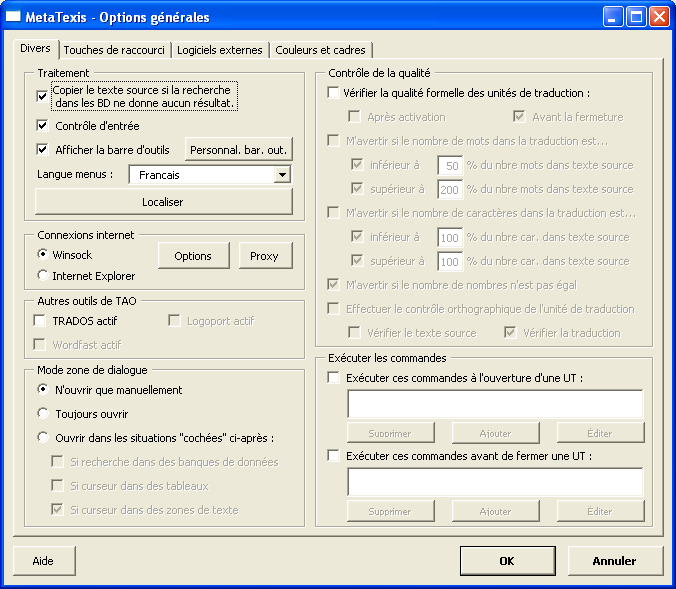 MetaTexis - Options générales
Divers
Touches de raccourci
Logiciels externes
Couleurs et cadres
Traitement
Copier le texte source si la recherche
dans les BD ne donne aucun résultat.
Contrôle d'entrée
Afficher la barre d'outils
Personnal. bar. out.
Langue menus :
Francais
Localiser
Connexions internet
Winsock
Internet Explorer
Options
Proxy
Autres outils de TAO
TRADOS actif
Logoport actif
Wordfast actif
Mode zone de dialogue
N'ouvrir que manuellement
Toujours ouvrir
Ouvrir dans les situations "cochées" ci-après :
Si recherche dans des banques de données
Si curseur dans des tableaux
Si curseur dans des zones de texte
Contrôle de la qualité
Vérifier la qualité formelle des unités de traduction :
Après activation
Avant la fermeture
M'avertir si le nombre de mots dans la traduction est...
inférieur à 50 % du nbre mots dans texte source
supérieur à 200 % du nbre mots dans texte source
M'avertir si le nombre de caractères dans la traduction est...
inférieur à 100 % du nbre car. dans texte source
supérieur à 100 % du nbre car. dans texte source
M'avertir si le nombre de nombres n'est pas égal
Effectuer le contrôle orthographique de l'unité de traduction
Vérifier le texte source
Vérifier la traduction
Exécuter les commandes
Exécuter ces commandes à l'ouverture d'une UT :
Supprimer
Ajouter
Éditer
Exécuter ces commandes avant de fermer une UT :
Supprimer
Ajouter
Éditer
Aide
OK
Annuler